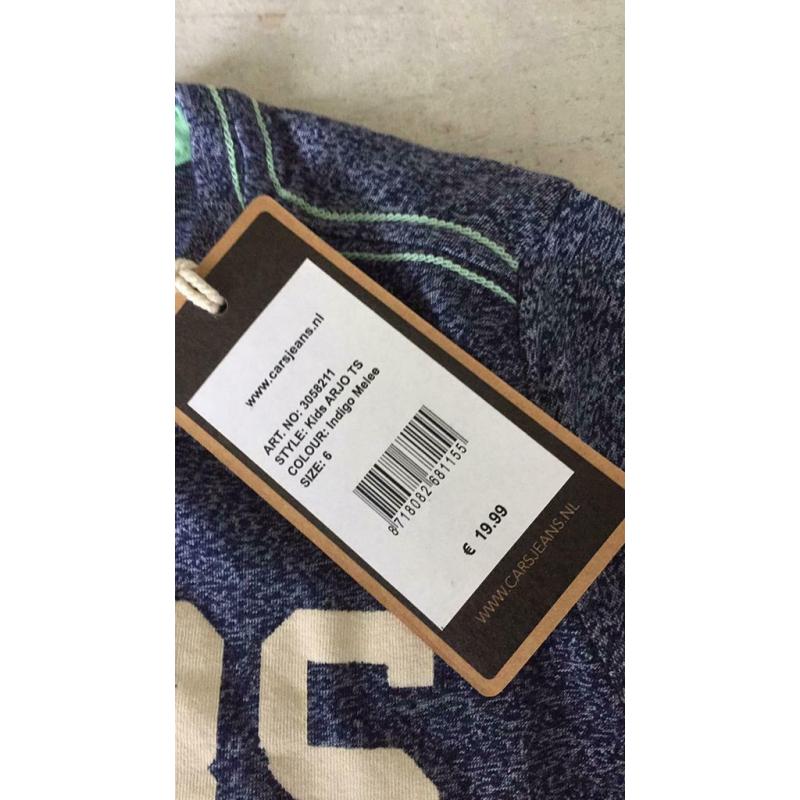 www.carsjeans.nl
ART. NO: 3058211
STYLE: Kids ARJO TS
COLOUR: Indigo Melee
SIZE: 6
8718082681155
€ 19.99
WWW.CARSJEANS.NL